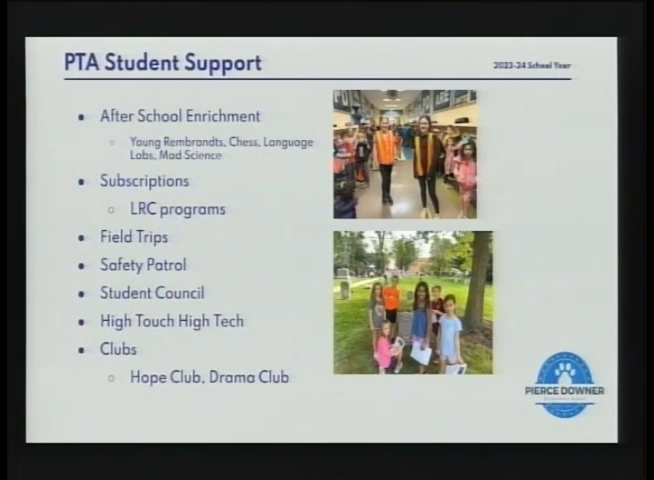 PTA Student Support
2023-24 School Year
After School Enrichment
Young Rembrandts, Chess, Language
Labs, Mad Science
Subscriptions
LRC programs
Field Trips
Safety Patrol
Student Council
High Touch High Tech
Clubs
Hope Club, Drama Club
PIERCE DOWNER